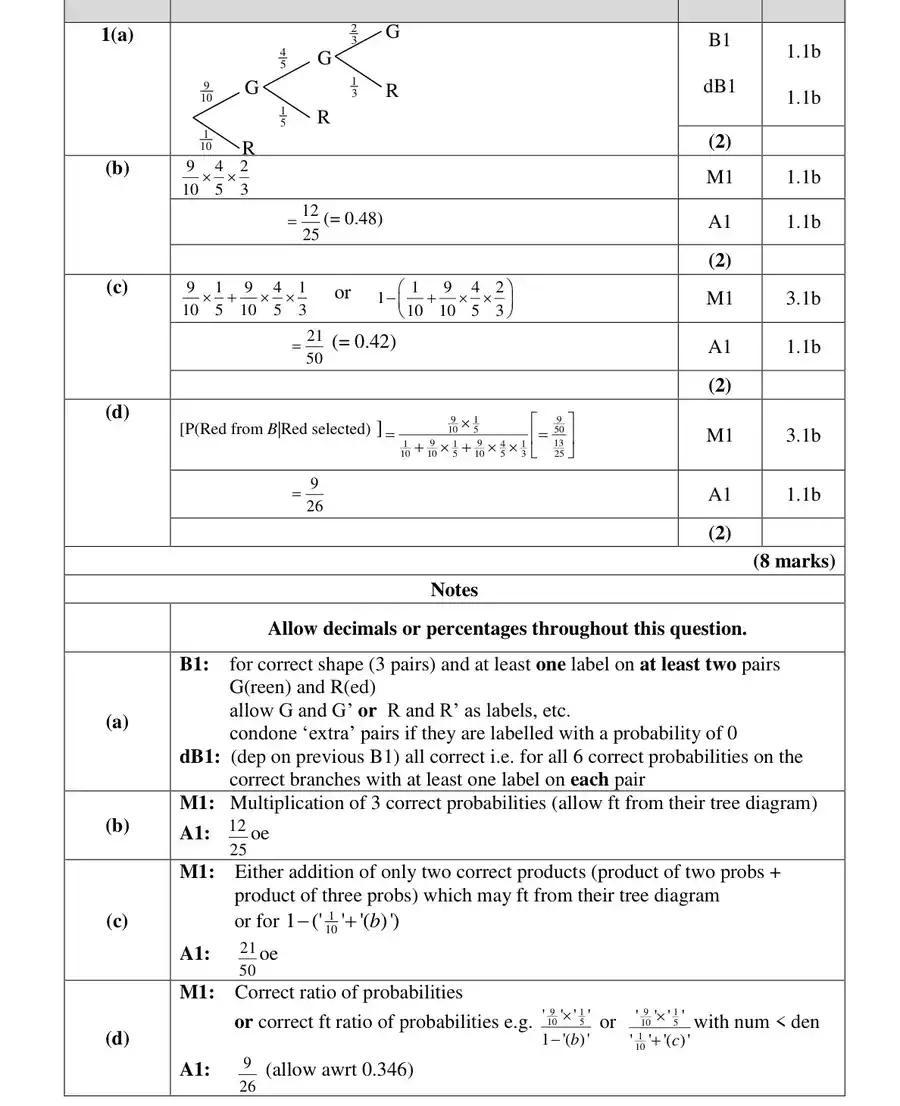 1(a)
9/10 G 4/5 G 2/3 G
1/3 R
1/5 R
1/10 R
B1 1.1b
dB1 1.1b
(2)
(b) 9/10 × 4/5 × 2/3 M1 1.1b
= 12/25 (= 0.48) A1 1.1b
(2)
(c) 9/10 × 1/5 + 9/10 × 4/5 × 1/3 or 1 − (1/10 + 9/10 × 4/5 × 2/3) M1 3.1b
= 21/50 (= 0.42) A1 1.1b
(2)
(d) [P(Red from B|Red selected) ] = (9/10 × 1/5)/(1/10 + 9/10 × 1/5 + 9/10 × 4/5 × 1/3) [= (9/50)/(13/25)] M1 3.1b
= 9/26 A1 1.1b
(2)
(8 marks)
Notes
Allow decimals or percentages throughout this question.
(a)
B1: for correct shape (3 pairs) and at least one label on at least two pairs
G(reen) and R(ed)
allow G and G’ or R and R’ as labels, etc.
condone ‘extra’ pairs if they are labelled with a probability of 0
dB1: (dep on previous B1) all correct i.e. for all 6 correct probabilities on the
correct branches with at least one label on each pair
(b)
M1: Multiplication of 3 correct probabilities (allow ft from their tree diagram)
A1: 12/25 oe
(c)
M1: Either addition of only two correct products (product of two probs +
product of three probs) which may ft from their tree diagram
or for 1 − ('1/10' + '(b)')
A1: 21/50 oe
(d)
M1: Correct ratio of probabilities
or correct ft ratio of probabilities e.g. ('9/10' × '1/5')/(1 − '(b)') or ('9/10' × '1/5')/('1/10' + '(c)') with num < den
A1: 9/26 (allow awrt 0.346)